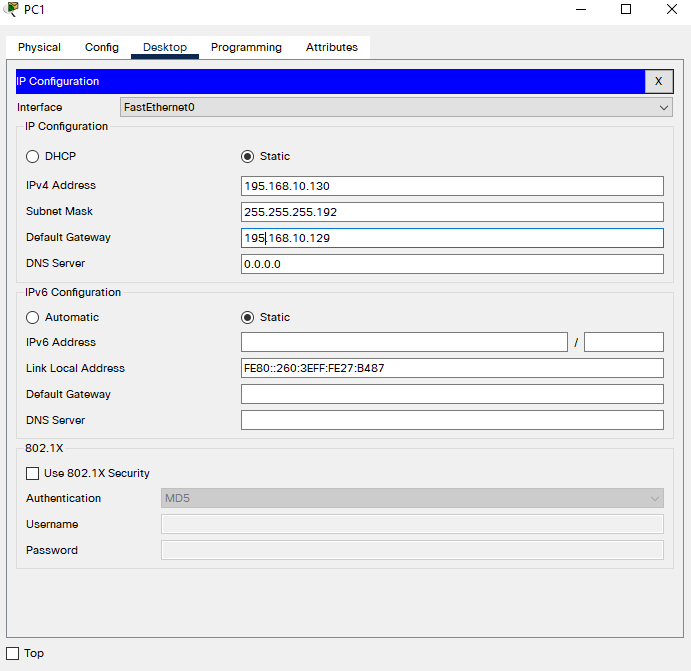 PC1
Physical Config Desktop Programming Attributes
IP Configuration X
Interface FastEthernet0
IP Configuration
DHCP Static
IPv4 Address 195.168.10.130
Subnet Mask 255.255.255.192
Default Gateway 195.168.10.129
DNS Server 0.0.0.0
IPv6 Configuration
Automatic Static
IPv6 Address /
Link Local Address FE80::260:3EFF:FE27:B487
Default Gateway
DNS Server
802.1X
Use 802.1X Security
Authentication MD5
Username
Password
Top